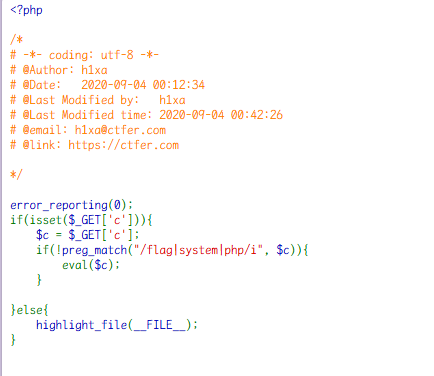 <?php
/*
# -*- coding: utf-8 -*-
# @Author: h1xa
# @Date:   2020-09-04 00:12:34
# @Last Modified by:   h1xa
# @Last Modified time: 2020-09-04 00:42:26
# @email: h1xa@ctfer.com
# @link: https://ctfer.com
*/
error_reporting(0);
if(isset($_GET['c'])){
    $c = $_GET['c'];
    if(!preg_match("/flag|system|php/i", $c)){
        eval($c);
    }
}else{
    highlight_file(__FILE__);
}